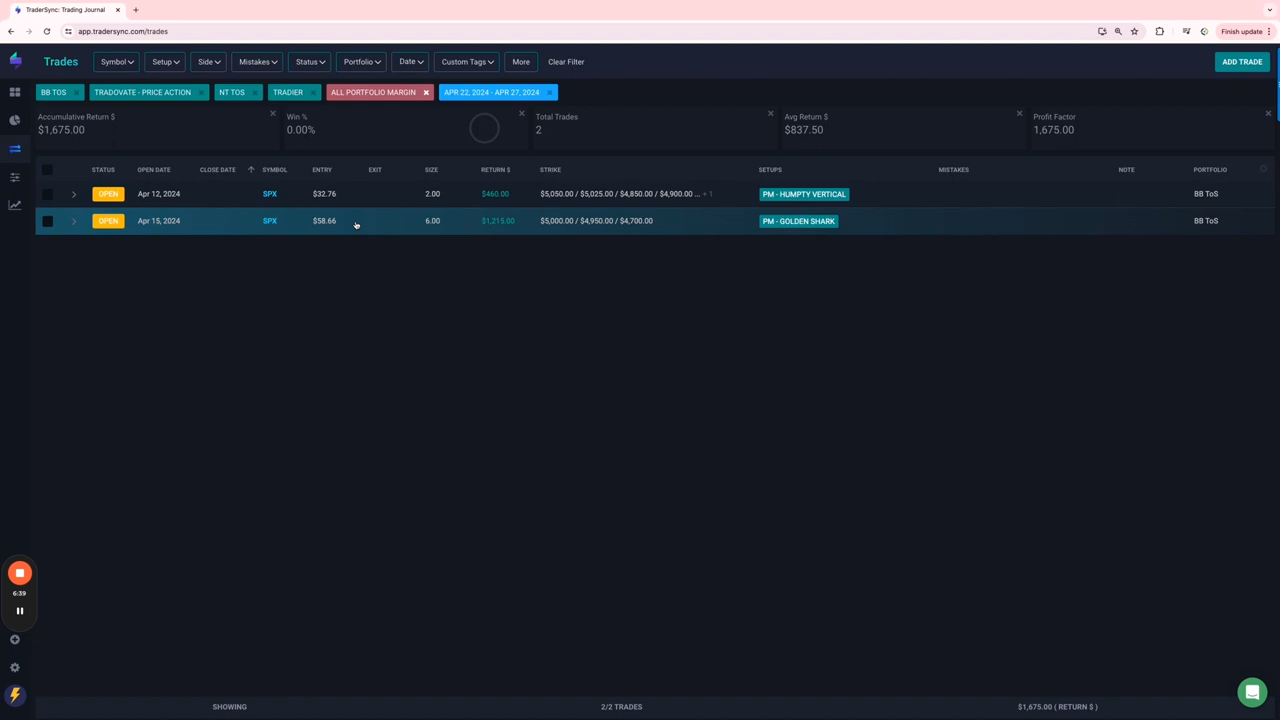 TraderSync: Trading Journal
app.tradersync.com/trades
Finish update
Trades
Symbol Setup Side Mistakes Status Portfolio Date Custom Tags More Clear Filter ADD TRADE
BB TOS TRADOVATE - PRICE ACTION NT TOS TRADIER ALL PORTFOLIO MARGIN APR 22, 2024 - APR 27, 2024
Accumulative Return $ Win % Total Trades Avg Return $ Profit Factor
$1,675.00 0.00% 2 $837.50 1,675.00
STATUS OPEN DATE CLOSE DATE SYMBOL ENTRY EXIT SIZE RETURN $ STRIKE SETUPS MISTAKES NOTE PORTFOLIO
OPEN Apr 12, 2024 SPX $32.76 2.00 $460.00 $5,050.00 / $5,025.00 / $4,850.00 / $4,900.00 ... + 1 PM - HUMPTY VERTICAL BB ToS
OPEN Apr 15, 2024 SPX $58.66 6.00 $1,215.00 $5,000.00 / $4,950.00 / $4,700.00 PM - GOLDEN SHARK BB ToS
6:39
SHOWING 2/2 TRADES $1,675.00 ( RETURN $ )